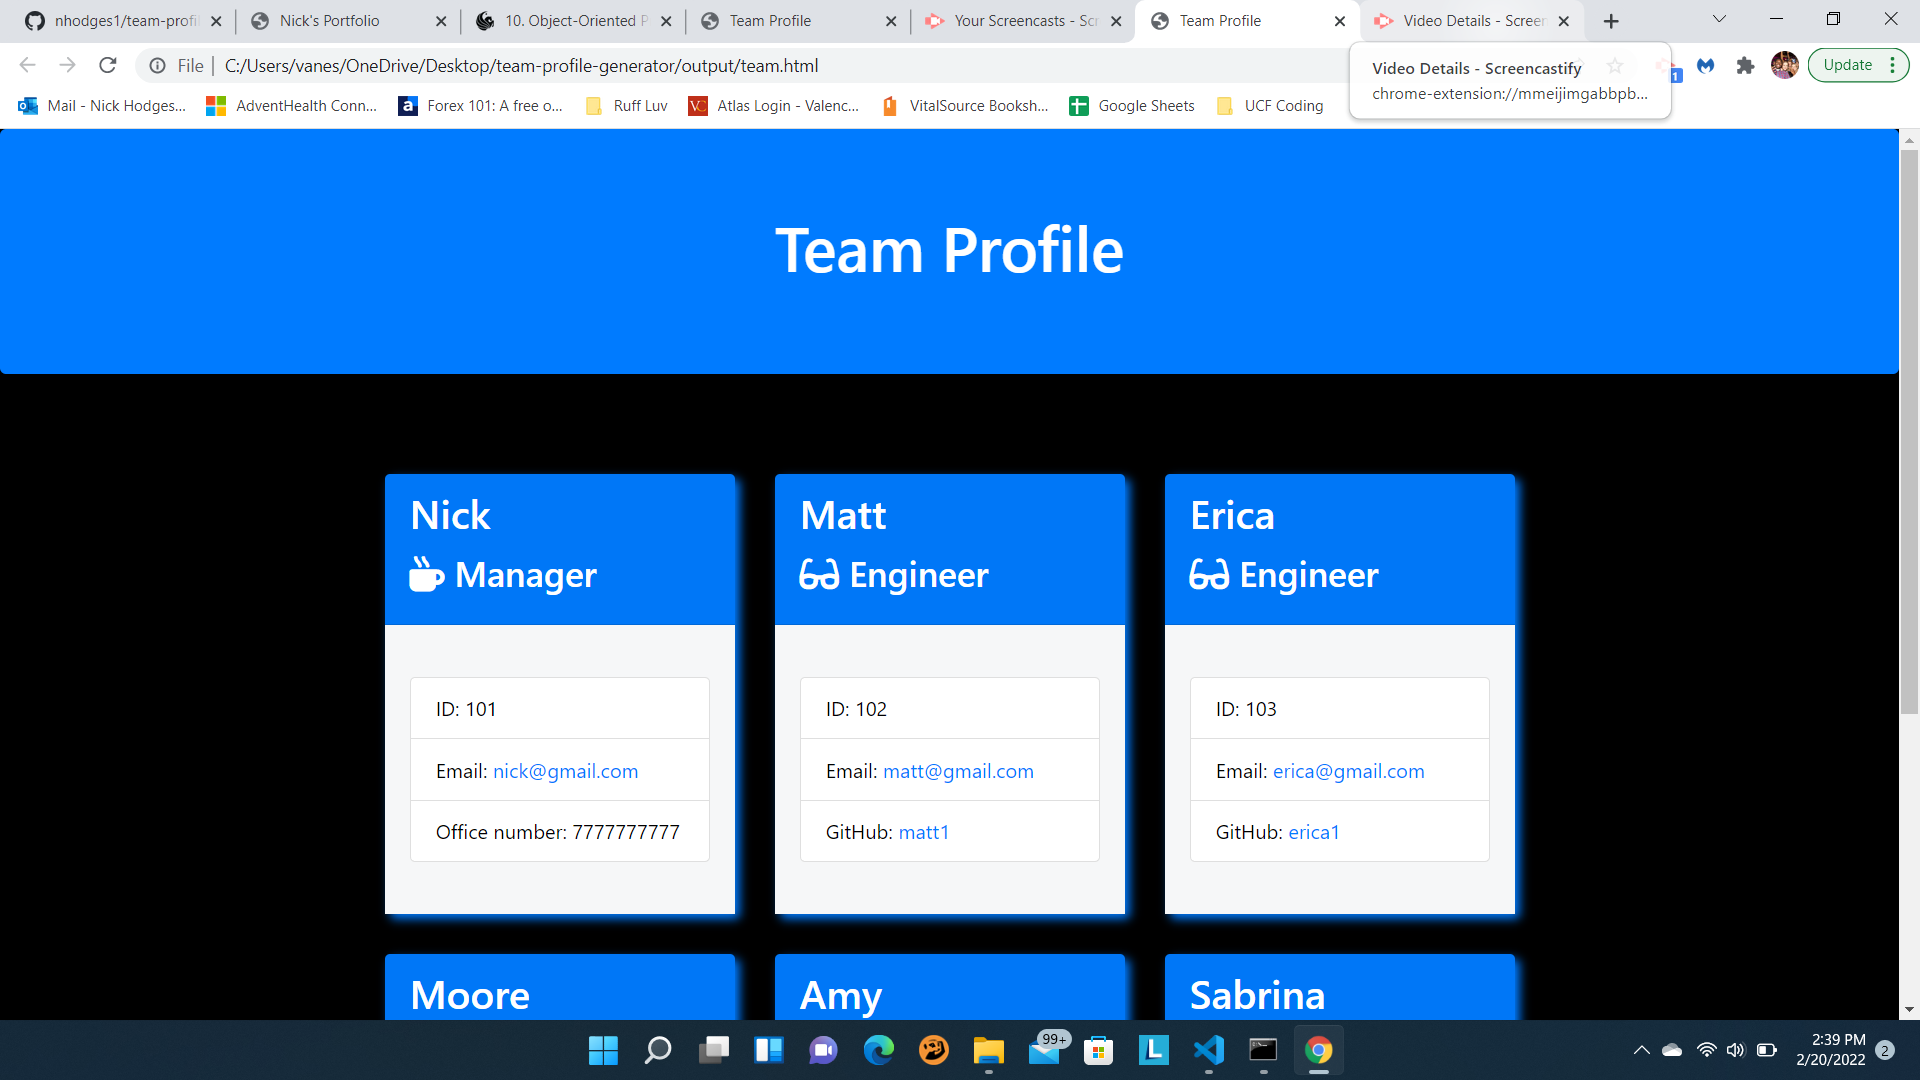 nhodges1/team-profil
Nick's Portfolio
10. Object-Oriented P
Team Profile
Your Screencasts - Scr
Team Profile
Video Details - Screen
File
C:/Users/vanes/OneDrive/Desktop/team-profile-generator/output/team.html
Video Details - Screencastify
chrome-extension://mmeijimgabbpb...
1
Update
Mail - Nick Hodges...
AdventHealth Conn...
a
Forex 101: A free o...
Ruff Luv
VC
Atlas Login - Valenc...
VitalSource Booksh...
Google Sheets
UCF Coding
Team Profile
Nick
Manager
ID: 101
Email: nick@gmail.com
Office number: 7777777777
Matt
Engineer
ID: 102
Email: matt@gmail.com
GitHub: matt1
Erica
Engineer
ID: 103
Email: erica@gmail.com
GitHub: erica1
Moore
Amy
Sabrina
99+
L
2:39 PM
2/20/2022
2